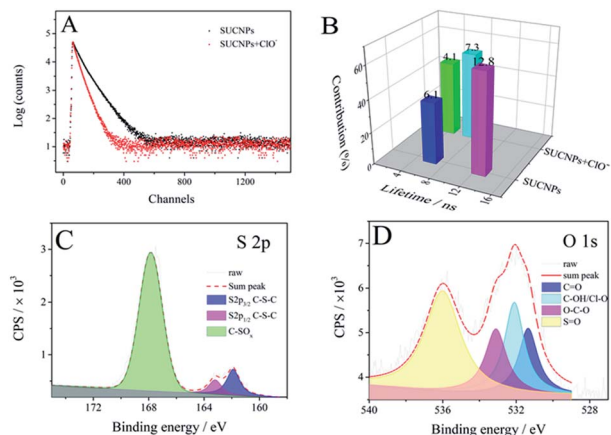 A
SUCNPs
SUCNPs+ClO⁻
Log (counts)
5
4
3
2
1
0 400 800 1200
Channels
B
Contribution (%)
60
40
20
0
4.1
7.3
6.1
12.8
4 8 12 16
Lifetime / ns
SUCNPs+ClO⁻
SUCNPs
C
S 2p
raw
Sum peak
S2p3/2 C-S-C
S2p1/2 C-S-C
C-SOx
CPS / × 10³
3
2
1
172 168 164 160
Binding energy / eV
D
O 1s
raw
sum peak
C=O
C-OH/Cl-O
O-C-O
S=O
CPS / ×10³
7
6
5
4
540 536 532 528
Binding energy / eV